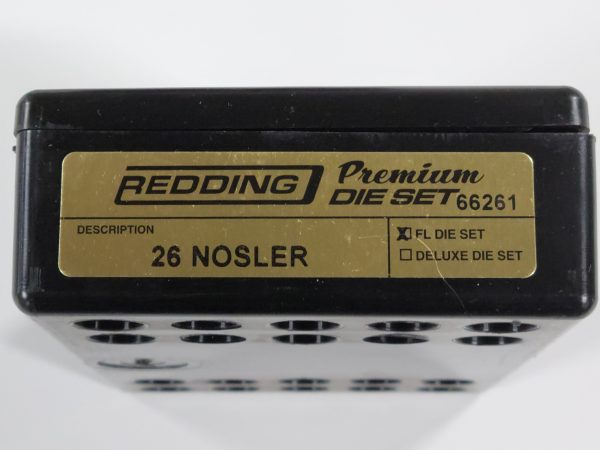 REDDING Premium
DIE SET 66261
DESCRIPTION
26 NOSLER
FL DIE SET
DELUXE DIE SET